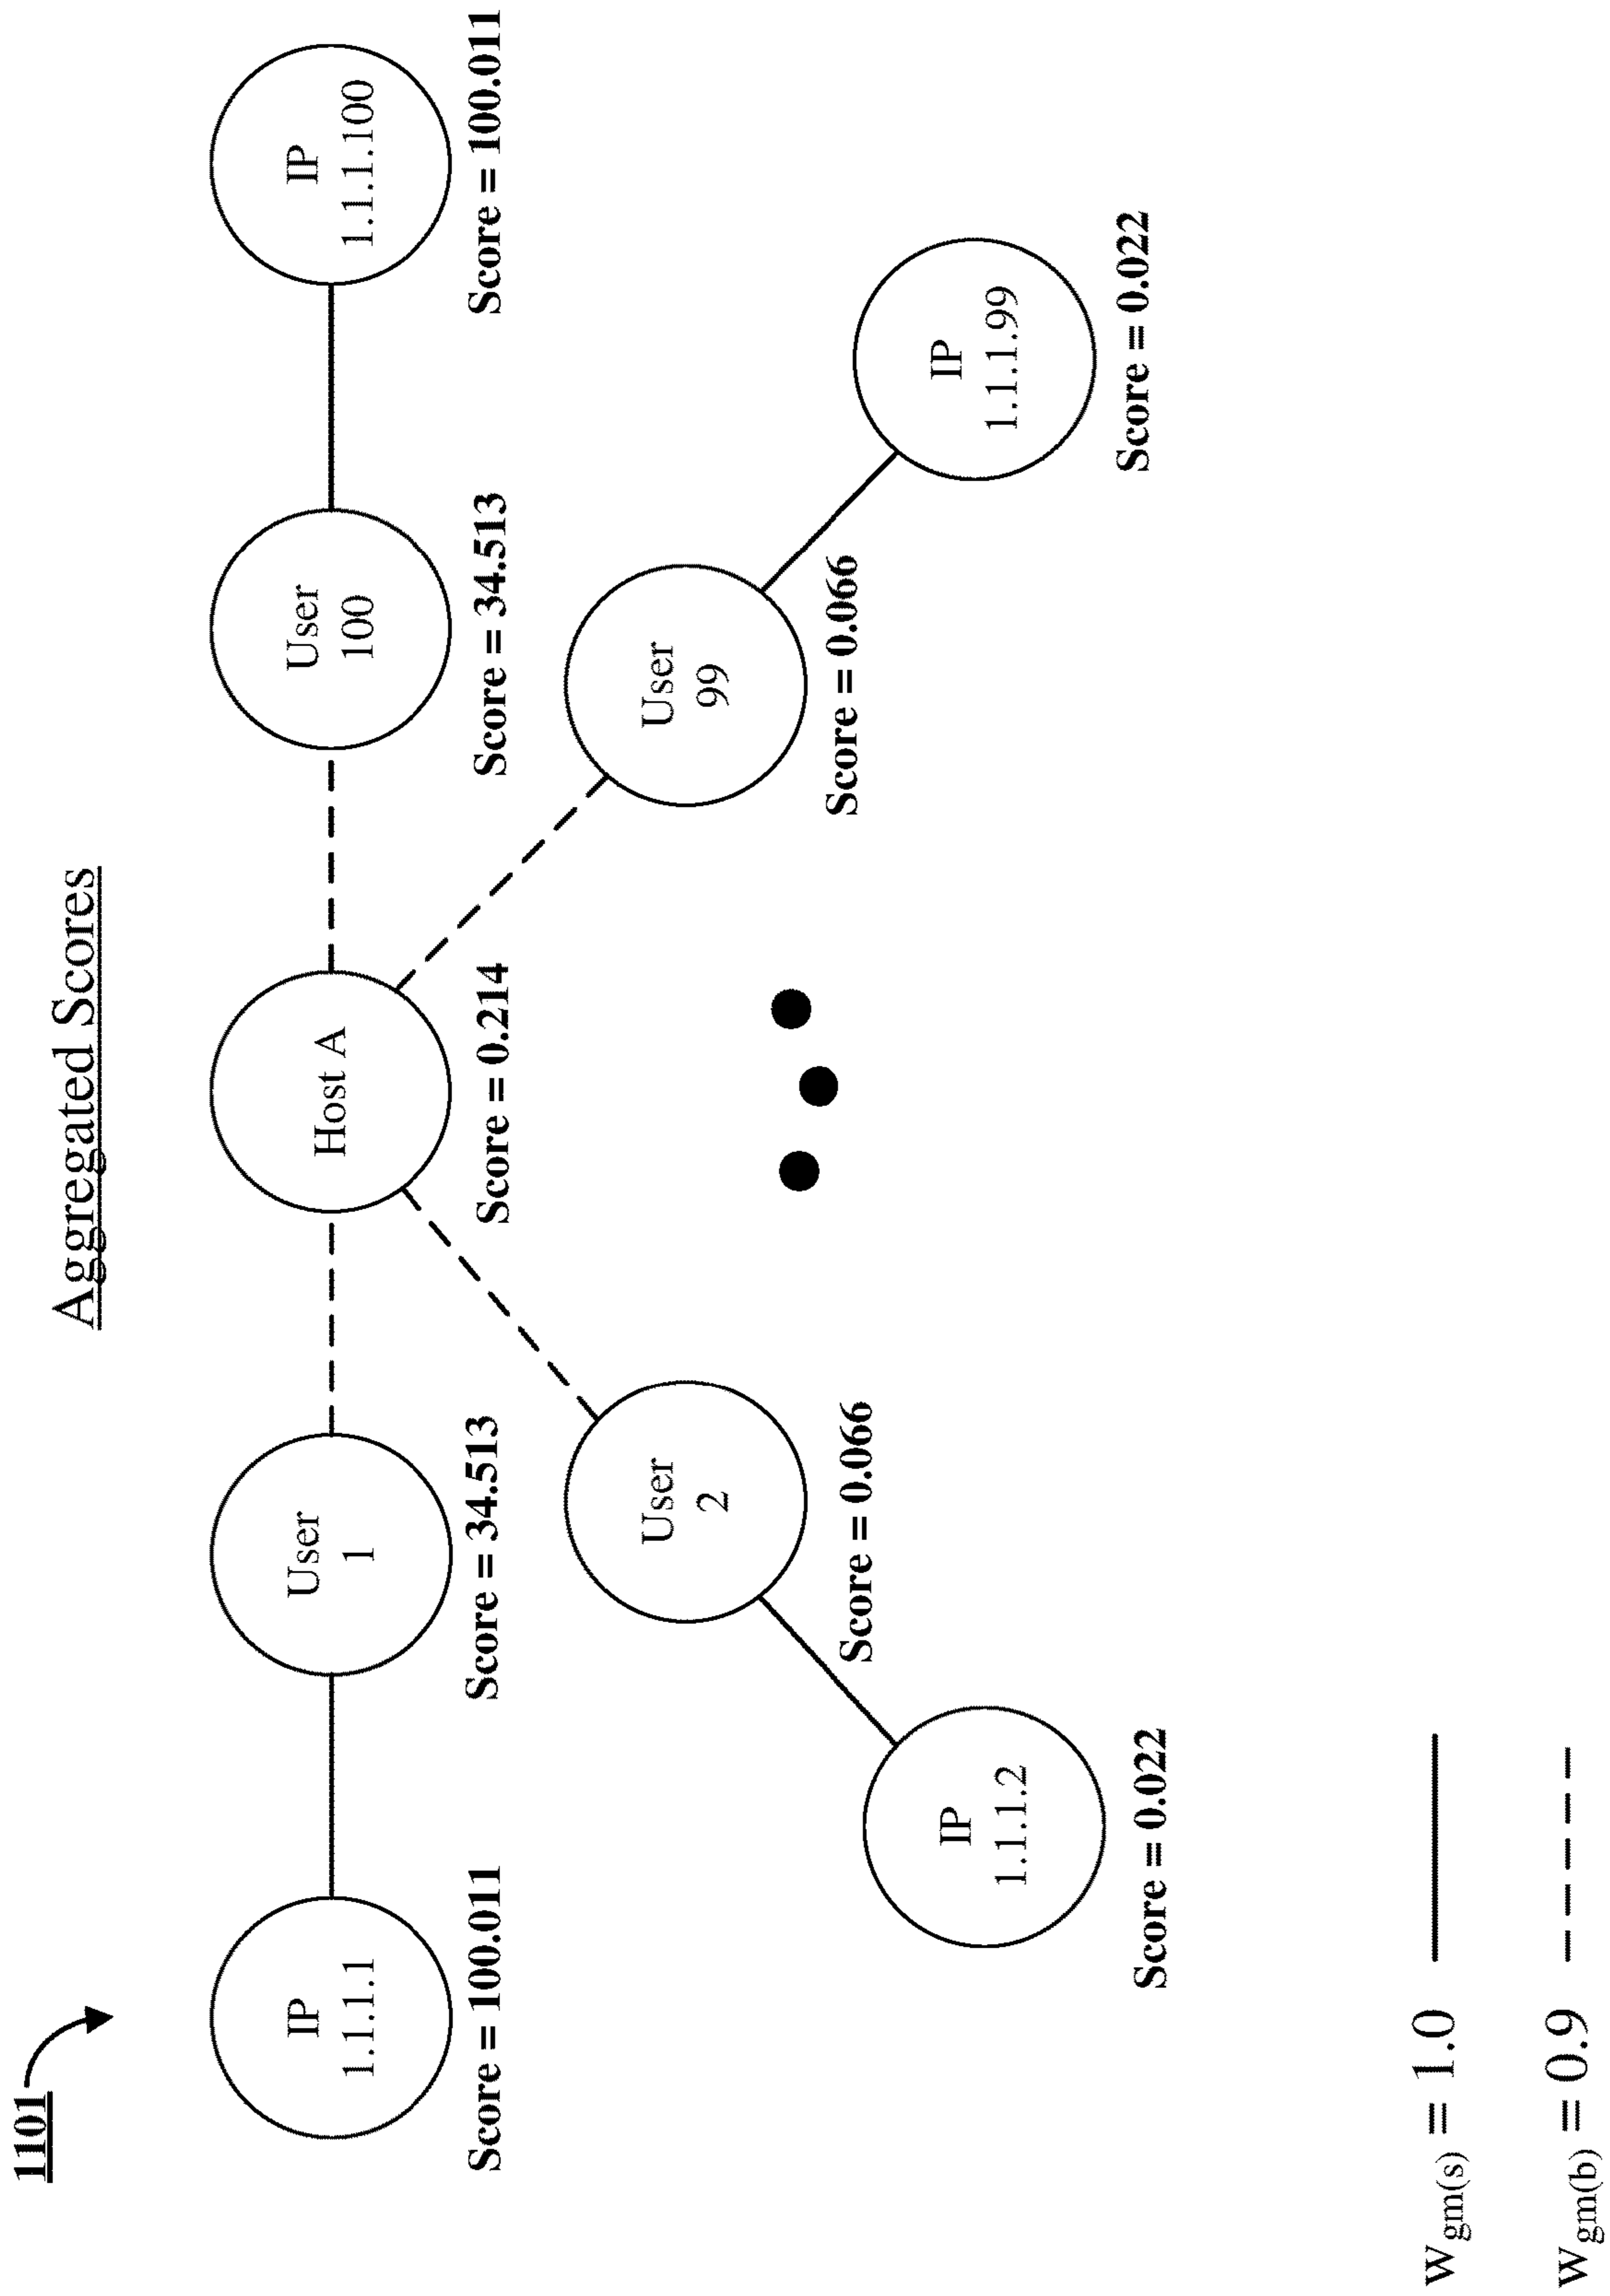 1101
Aggregated Scores
IP
1.1.1.1
Score = 100.011
User
1
Score = 34.513
Host A
Score = 0.214
User
100
Score = 34.513
IP
1.1.1.100
Score = 100.011
User
2
Score = 0.066
User
99
Score = 0.066
IP
1.1.1.2
Score = 0.022
IP
1.1.1.99
Score = 0.022
Wgm(s) = 1.0
Wgm(b) = 0.9